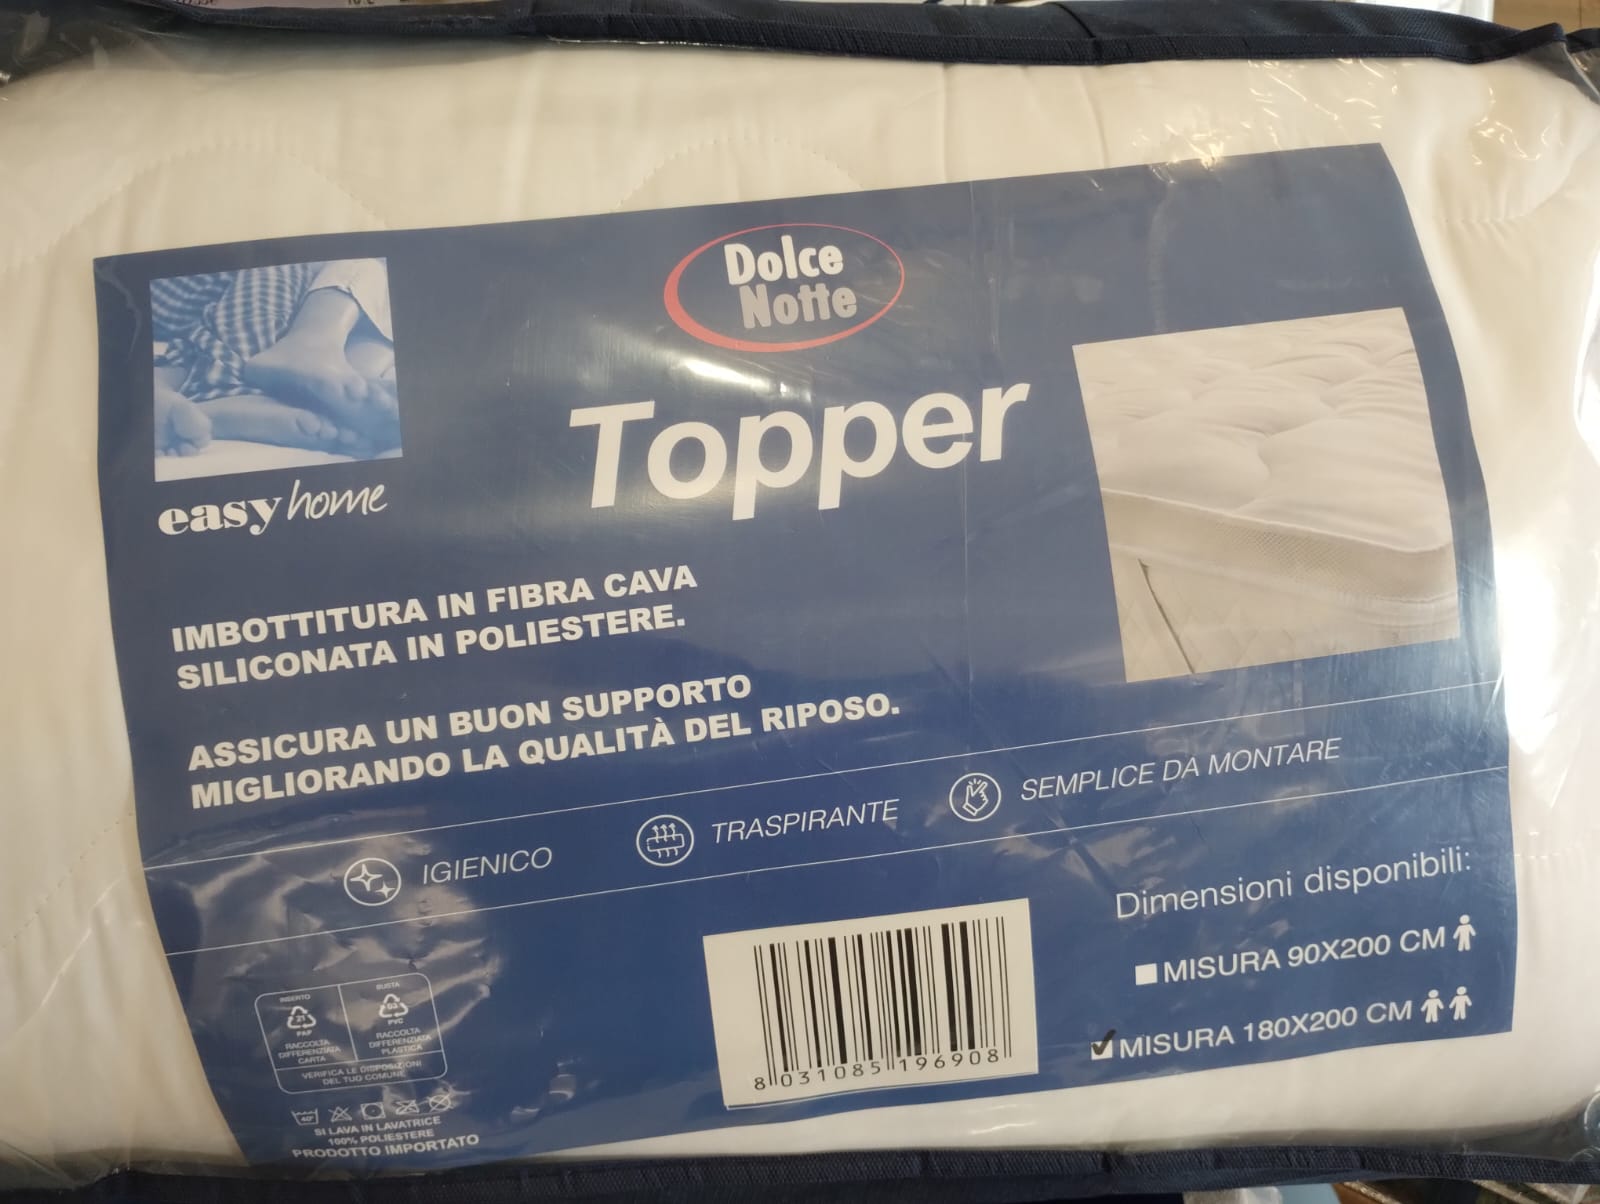 Dolce
Notte
Topper
easy home
IMBOTTITURA IN FIBRA CAVA
SILICONATA IN POLIESTERE.
ASSICURA UN BUON SUPPORTO
MIGLIORANDO LA QUALITÀ DEL RIPOSO.
IGIENICO
TRASPIRANTE
SEMPLICE DA MONTARE
Dimensioni disponibili:
MISURA 90X200 CM
MISURA 180X200 CM
8 031085 196908
INSERTO
21
PAP
RACCOLTA
DIFFERENZIATA
CARTA
BUSTA
03
PVC
RACCOLTA
DIFFERENZIATA
PLASTICA
VERIFICA LE DISPOSIZIONI
DEL TUO COMUNE
40°
SI LAVA IN LAVATRICE
100% POLIESTERE
PRODOTTO IMPORTATO